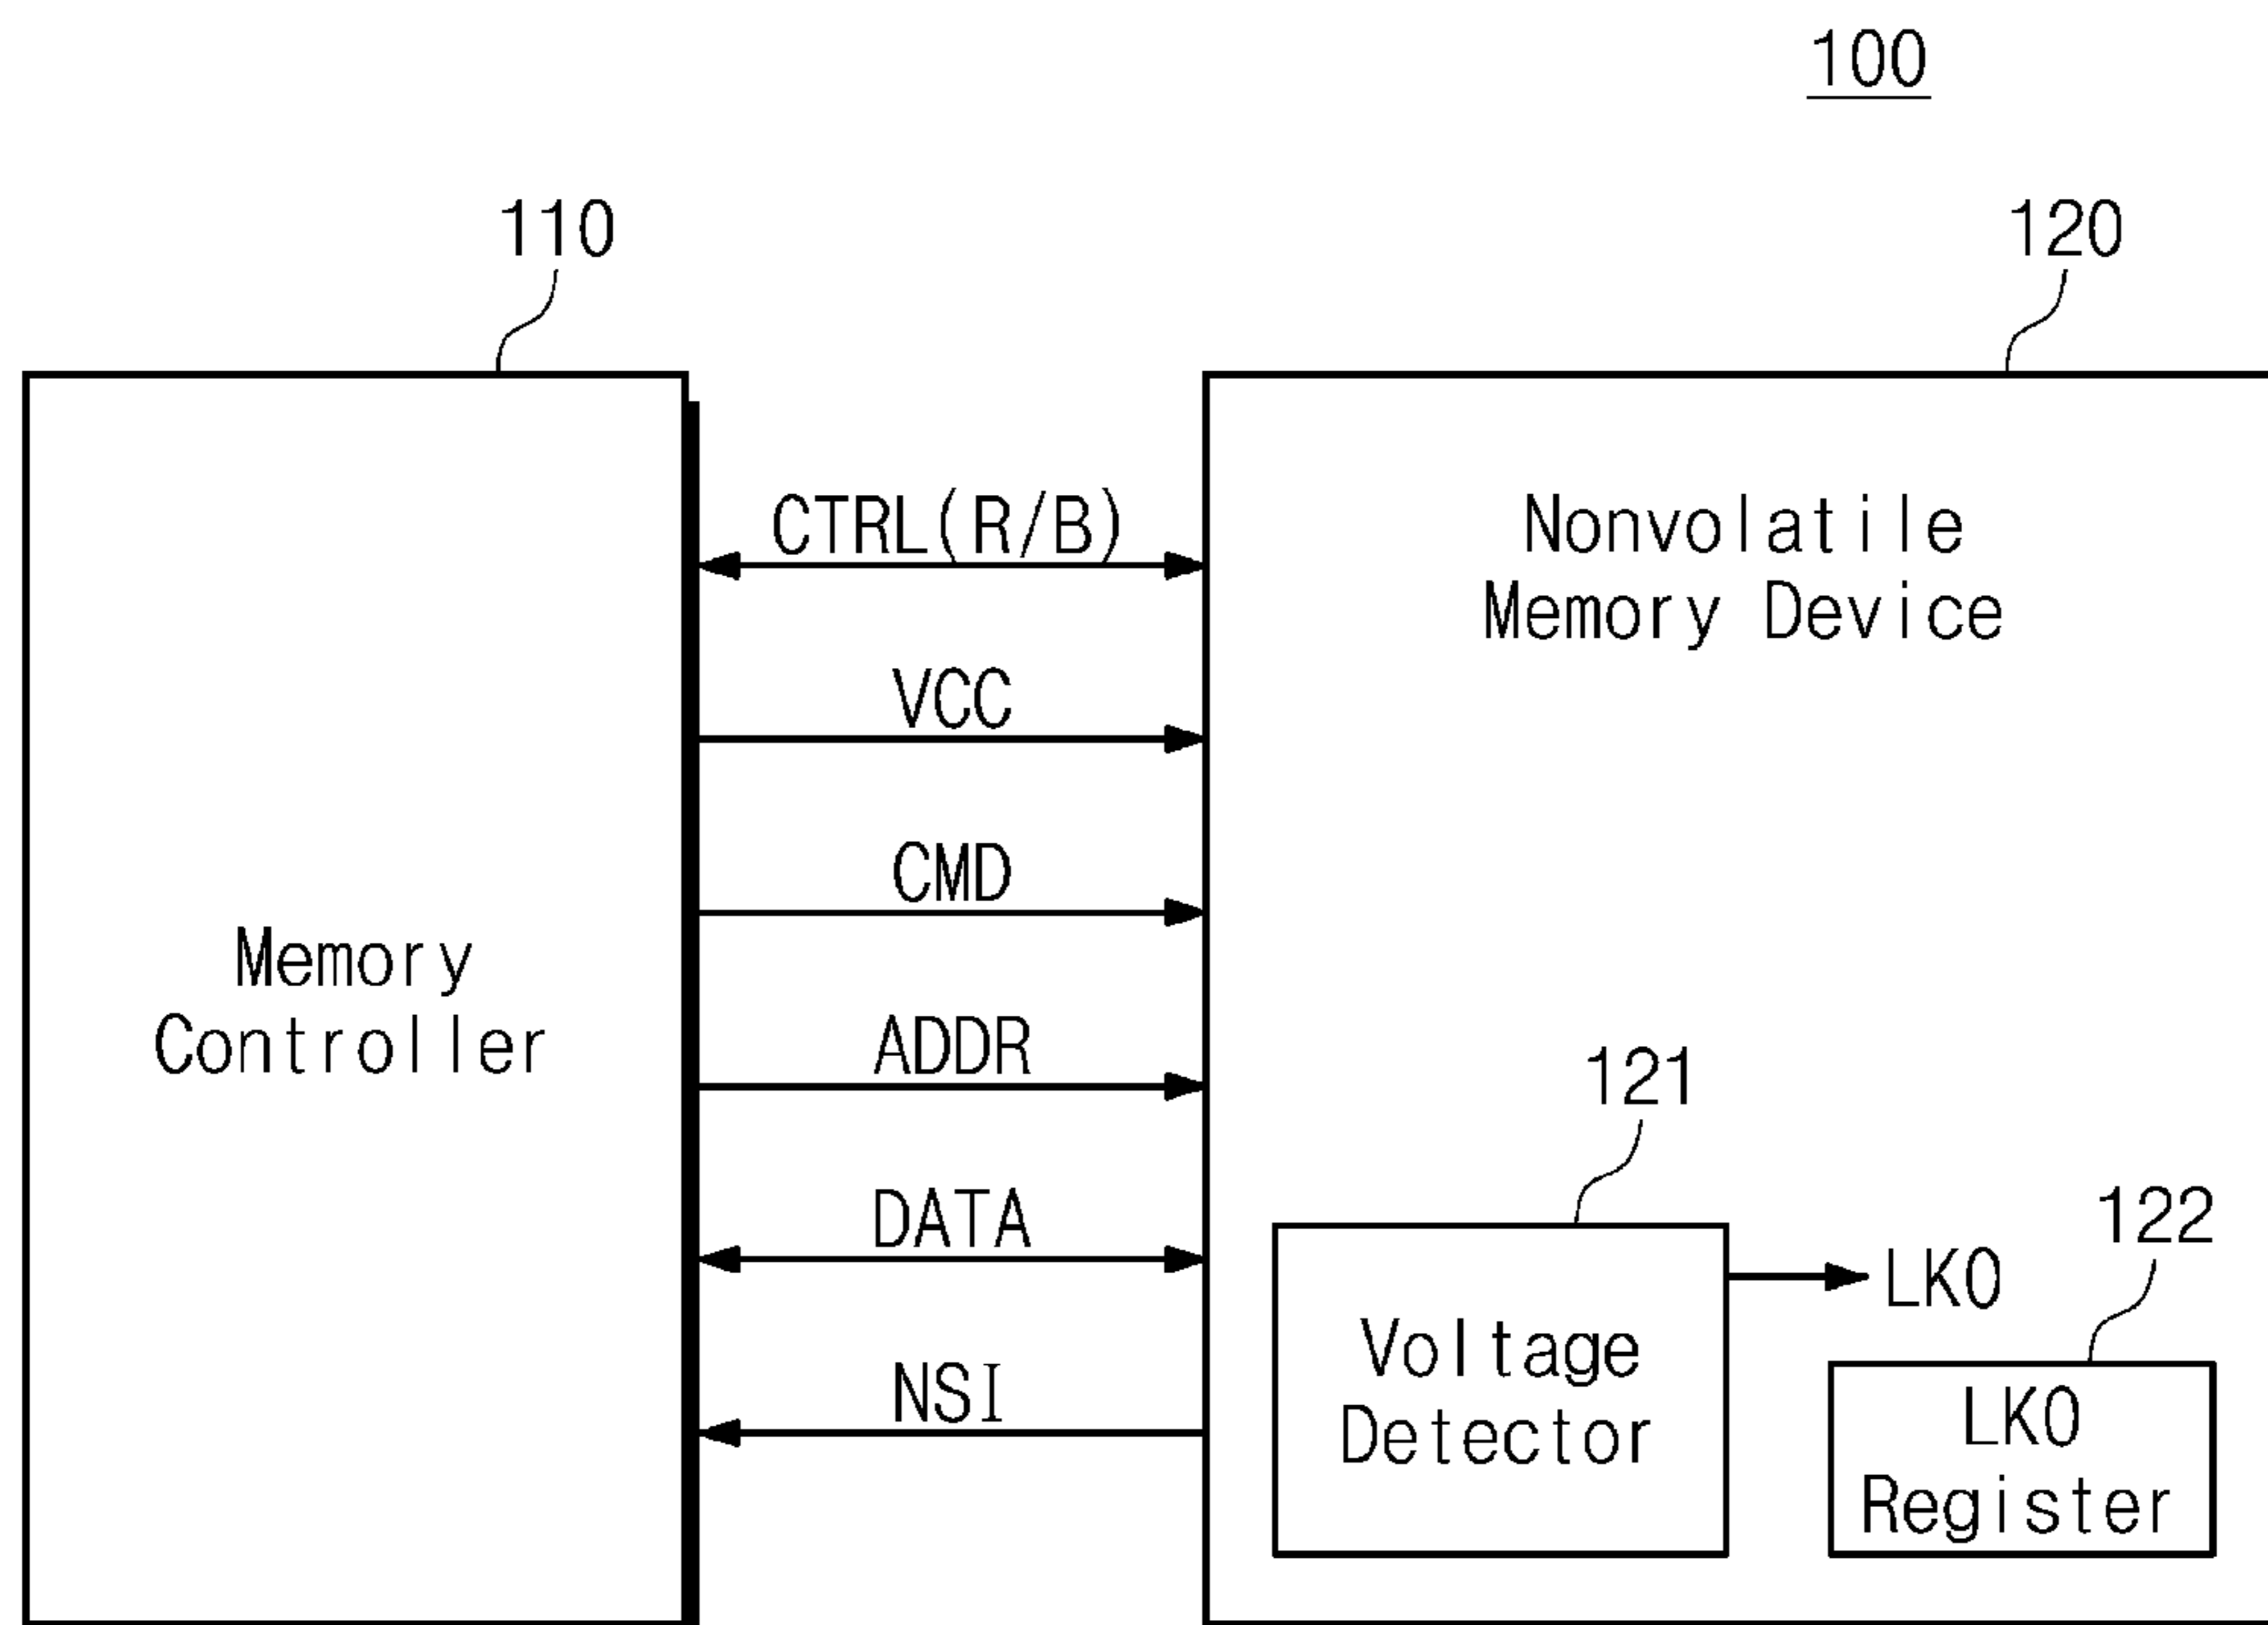 100
110
120
CTRL(R/B)
Nonvolatile
Memory Device
VCC
CMD
Memory
Controller
ADDR
121
DATA
122
LKO
Voltage
Detector
NSI
LKO
Register